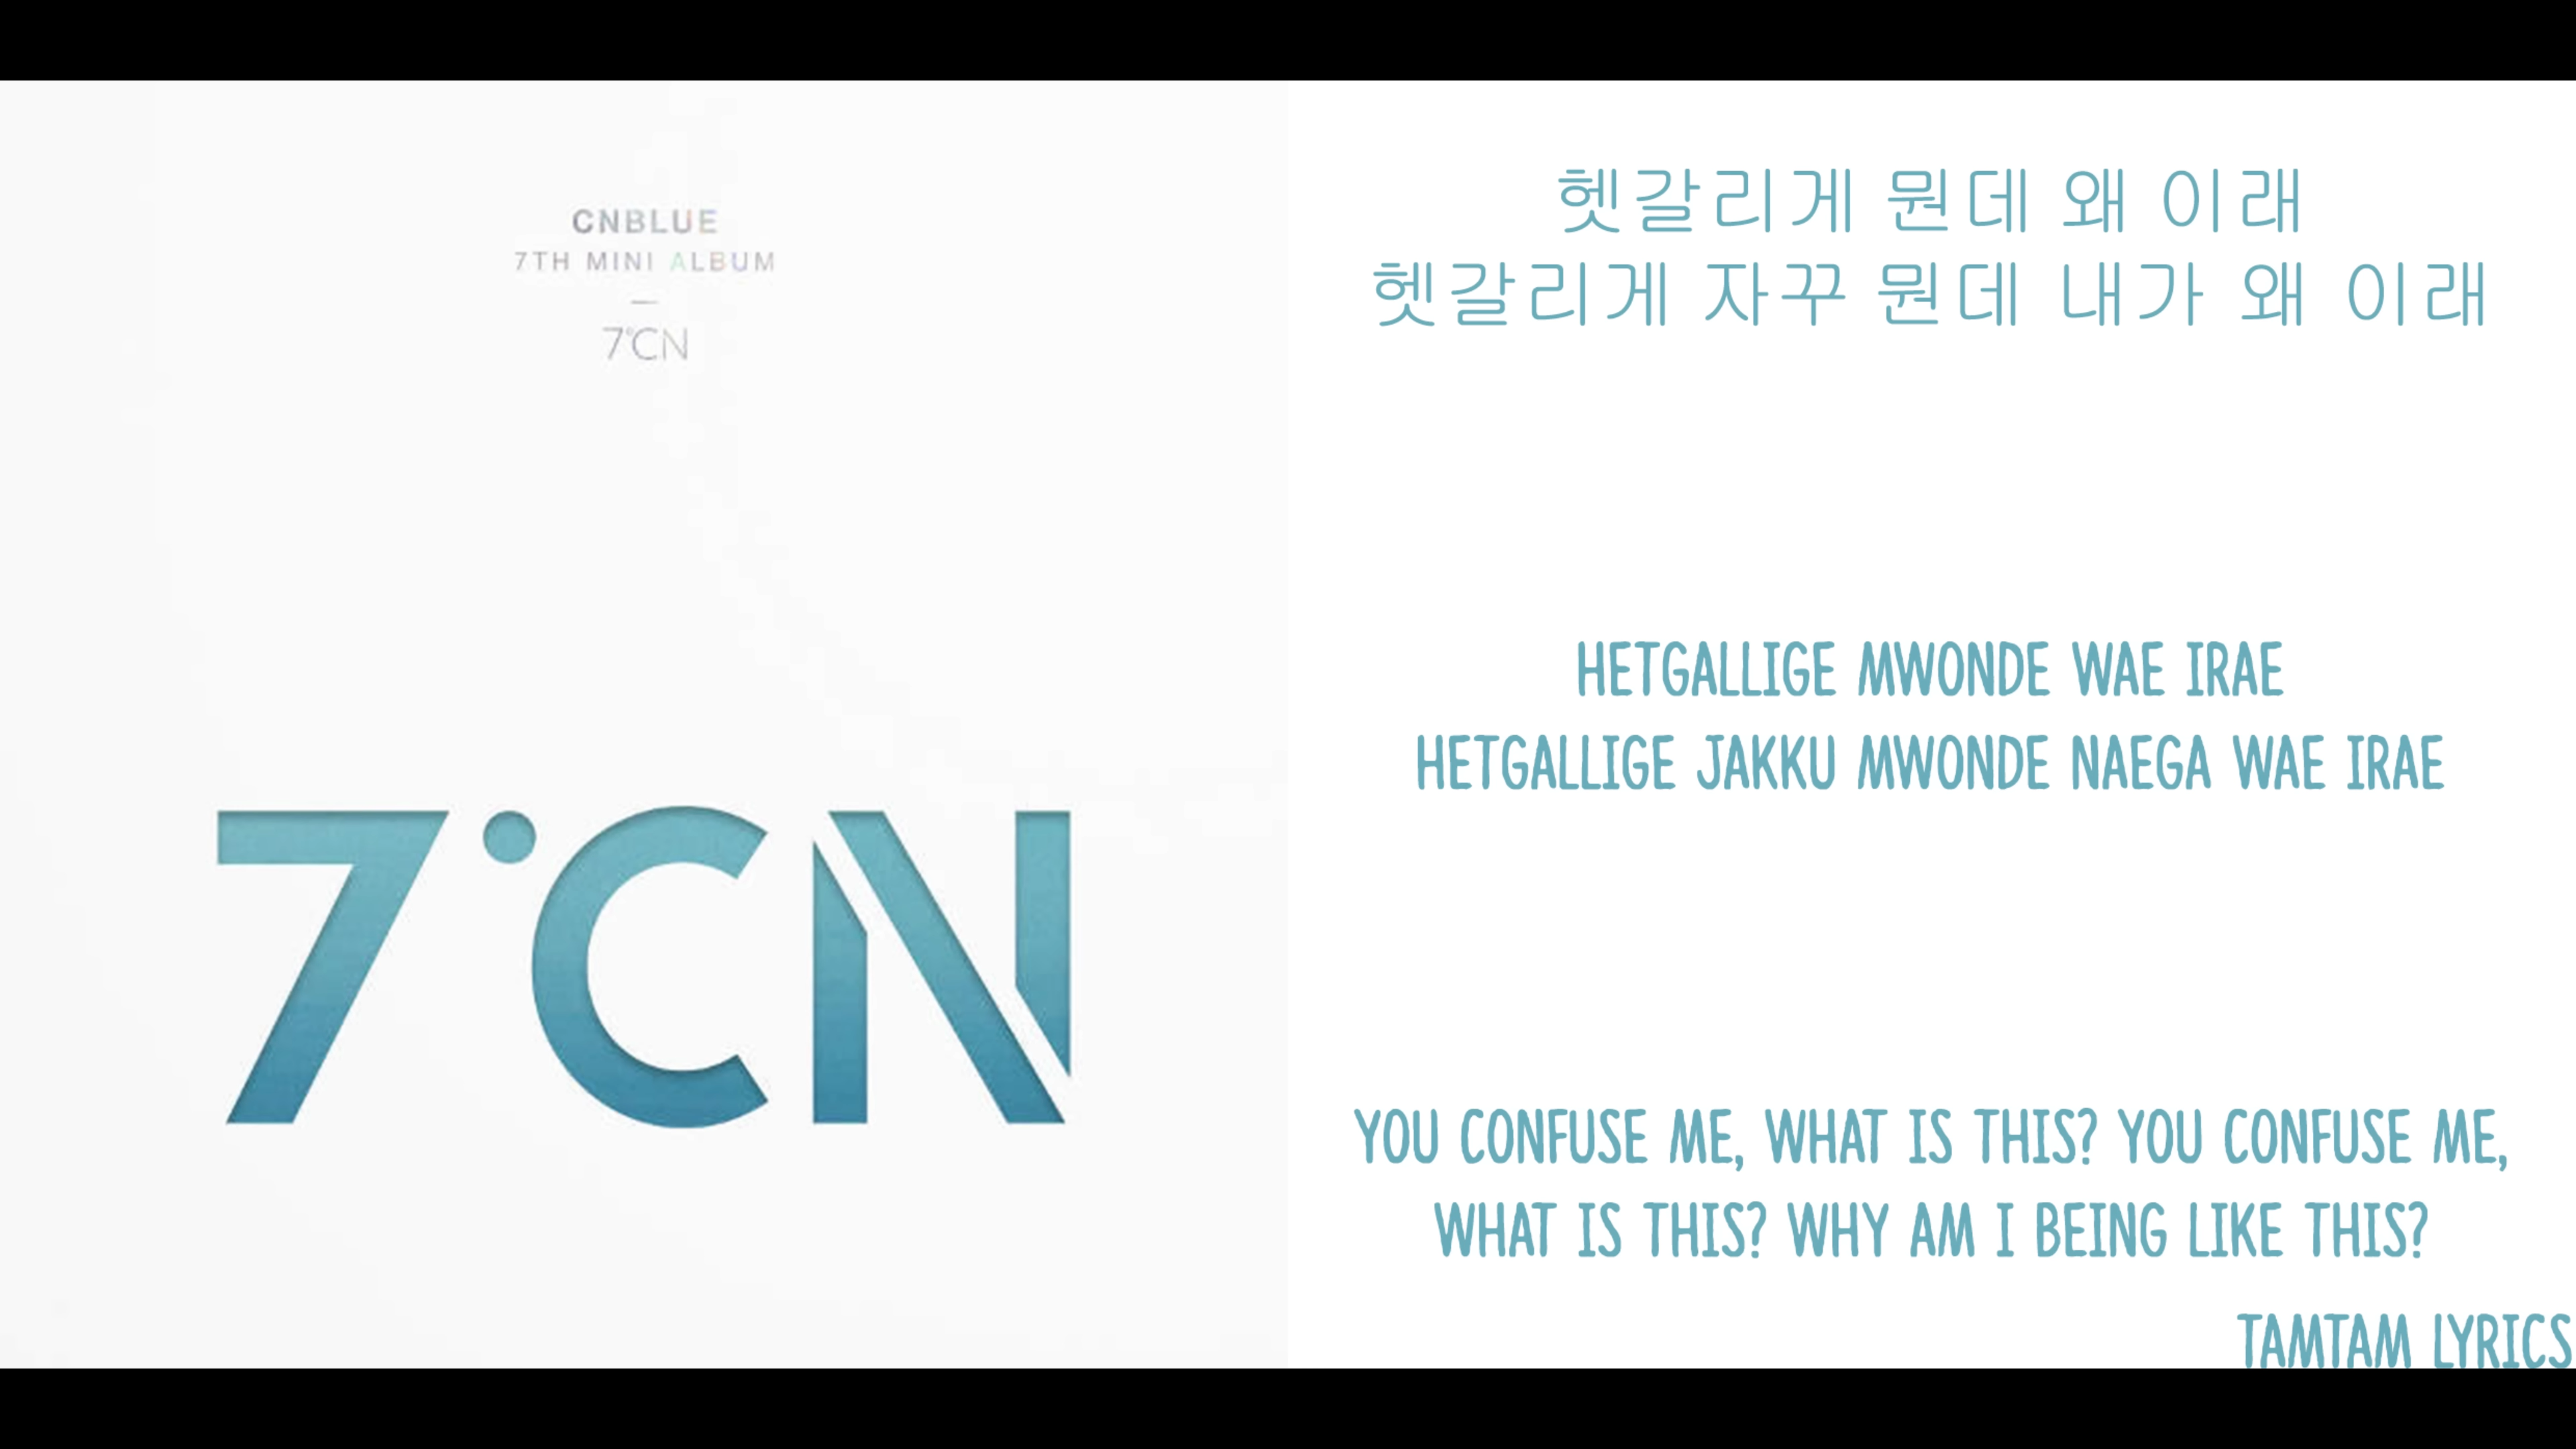 CNBLUE
7TH MINI ALBUM
—
7℃N
7℃N
헷갈리게 뭔데 왜 이래
헷갈리게 자꾸 뭔데 내가 왜 이래
HETGALLIGE MWONDE WAE IRAE
HETGALLIGE JAKKU MWONDE NAEGA WAE IRAE
YOU CONFUSE ME, WHAT IS THIS? YOU CONFUSE ME,
WHAT IS THIS? WHY AM I BEING LIKE THIS?
TAMTAM LYRICS